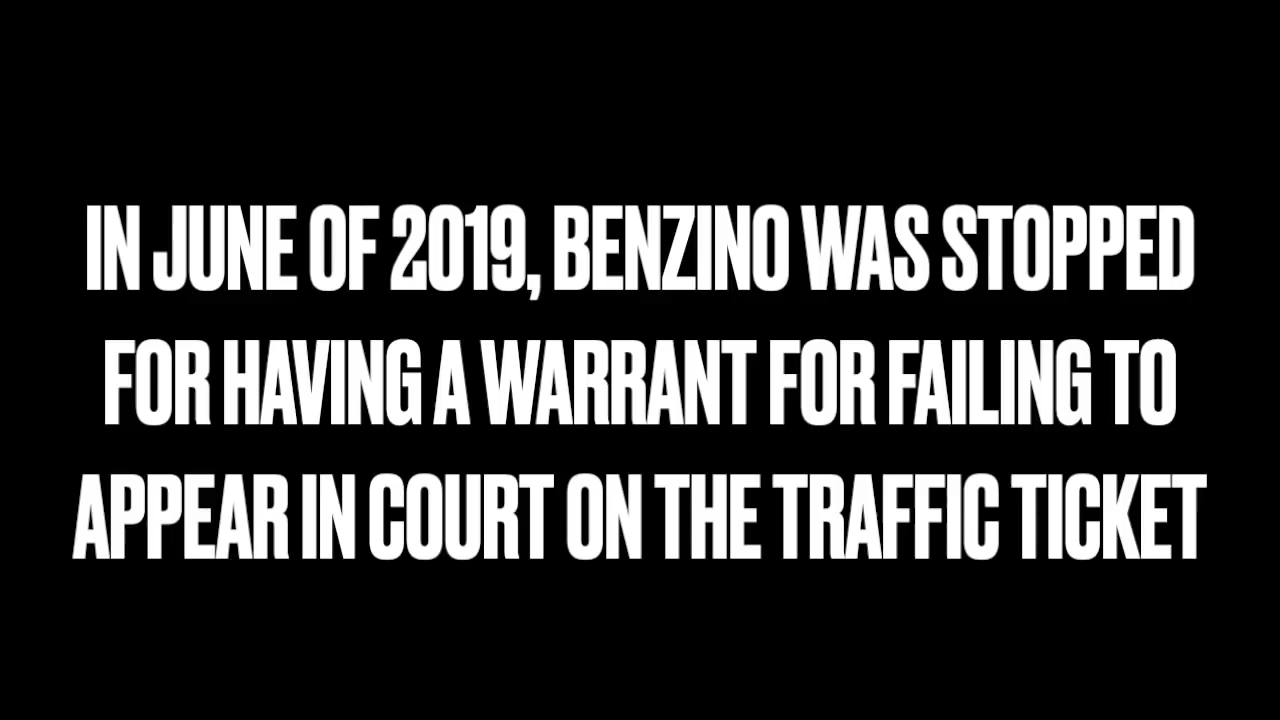 IN JUNE OF 2019, BENZINO WAS STOPPED
FOR HAVING A WARRANT FOR FAILING TO
APPEAR IN COURT ON THE TRAFFIC TICKET